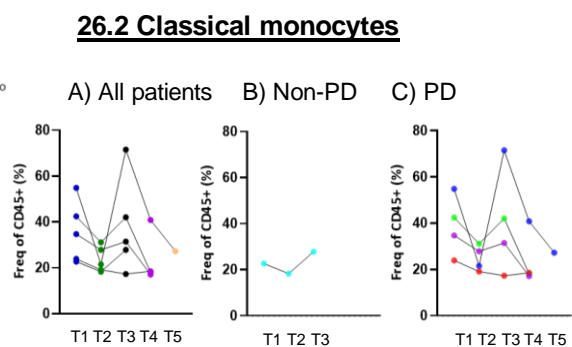 26.2 Classical monocytes
A) All patients B) Non-PD C) PD
Freq of CD45+ (%)
80
60
40
20
0
T1 T2 T3 T4 T5
Freq of CD45+ (%)
80
60
40
20
0
T1 T2 T3
Freq of CD45+ (%)
80
60
40
20
0
T1 T2 T3 T4 T5